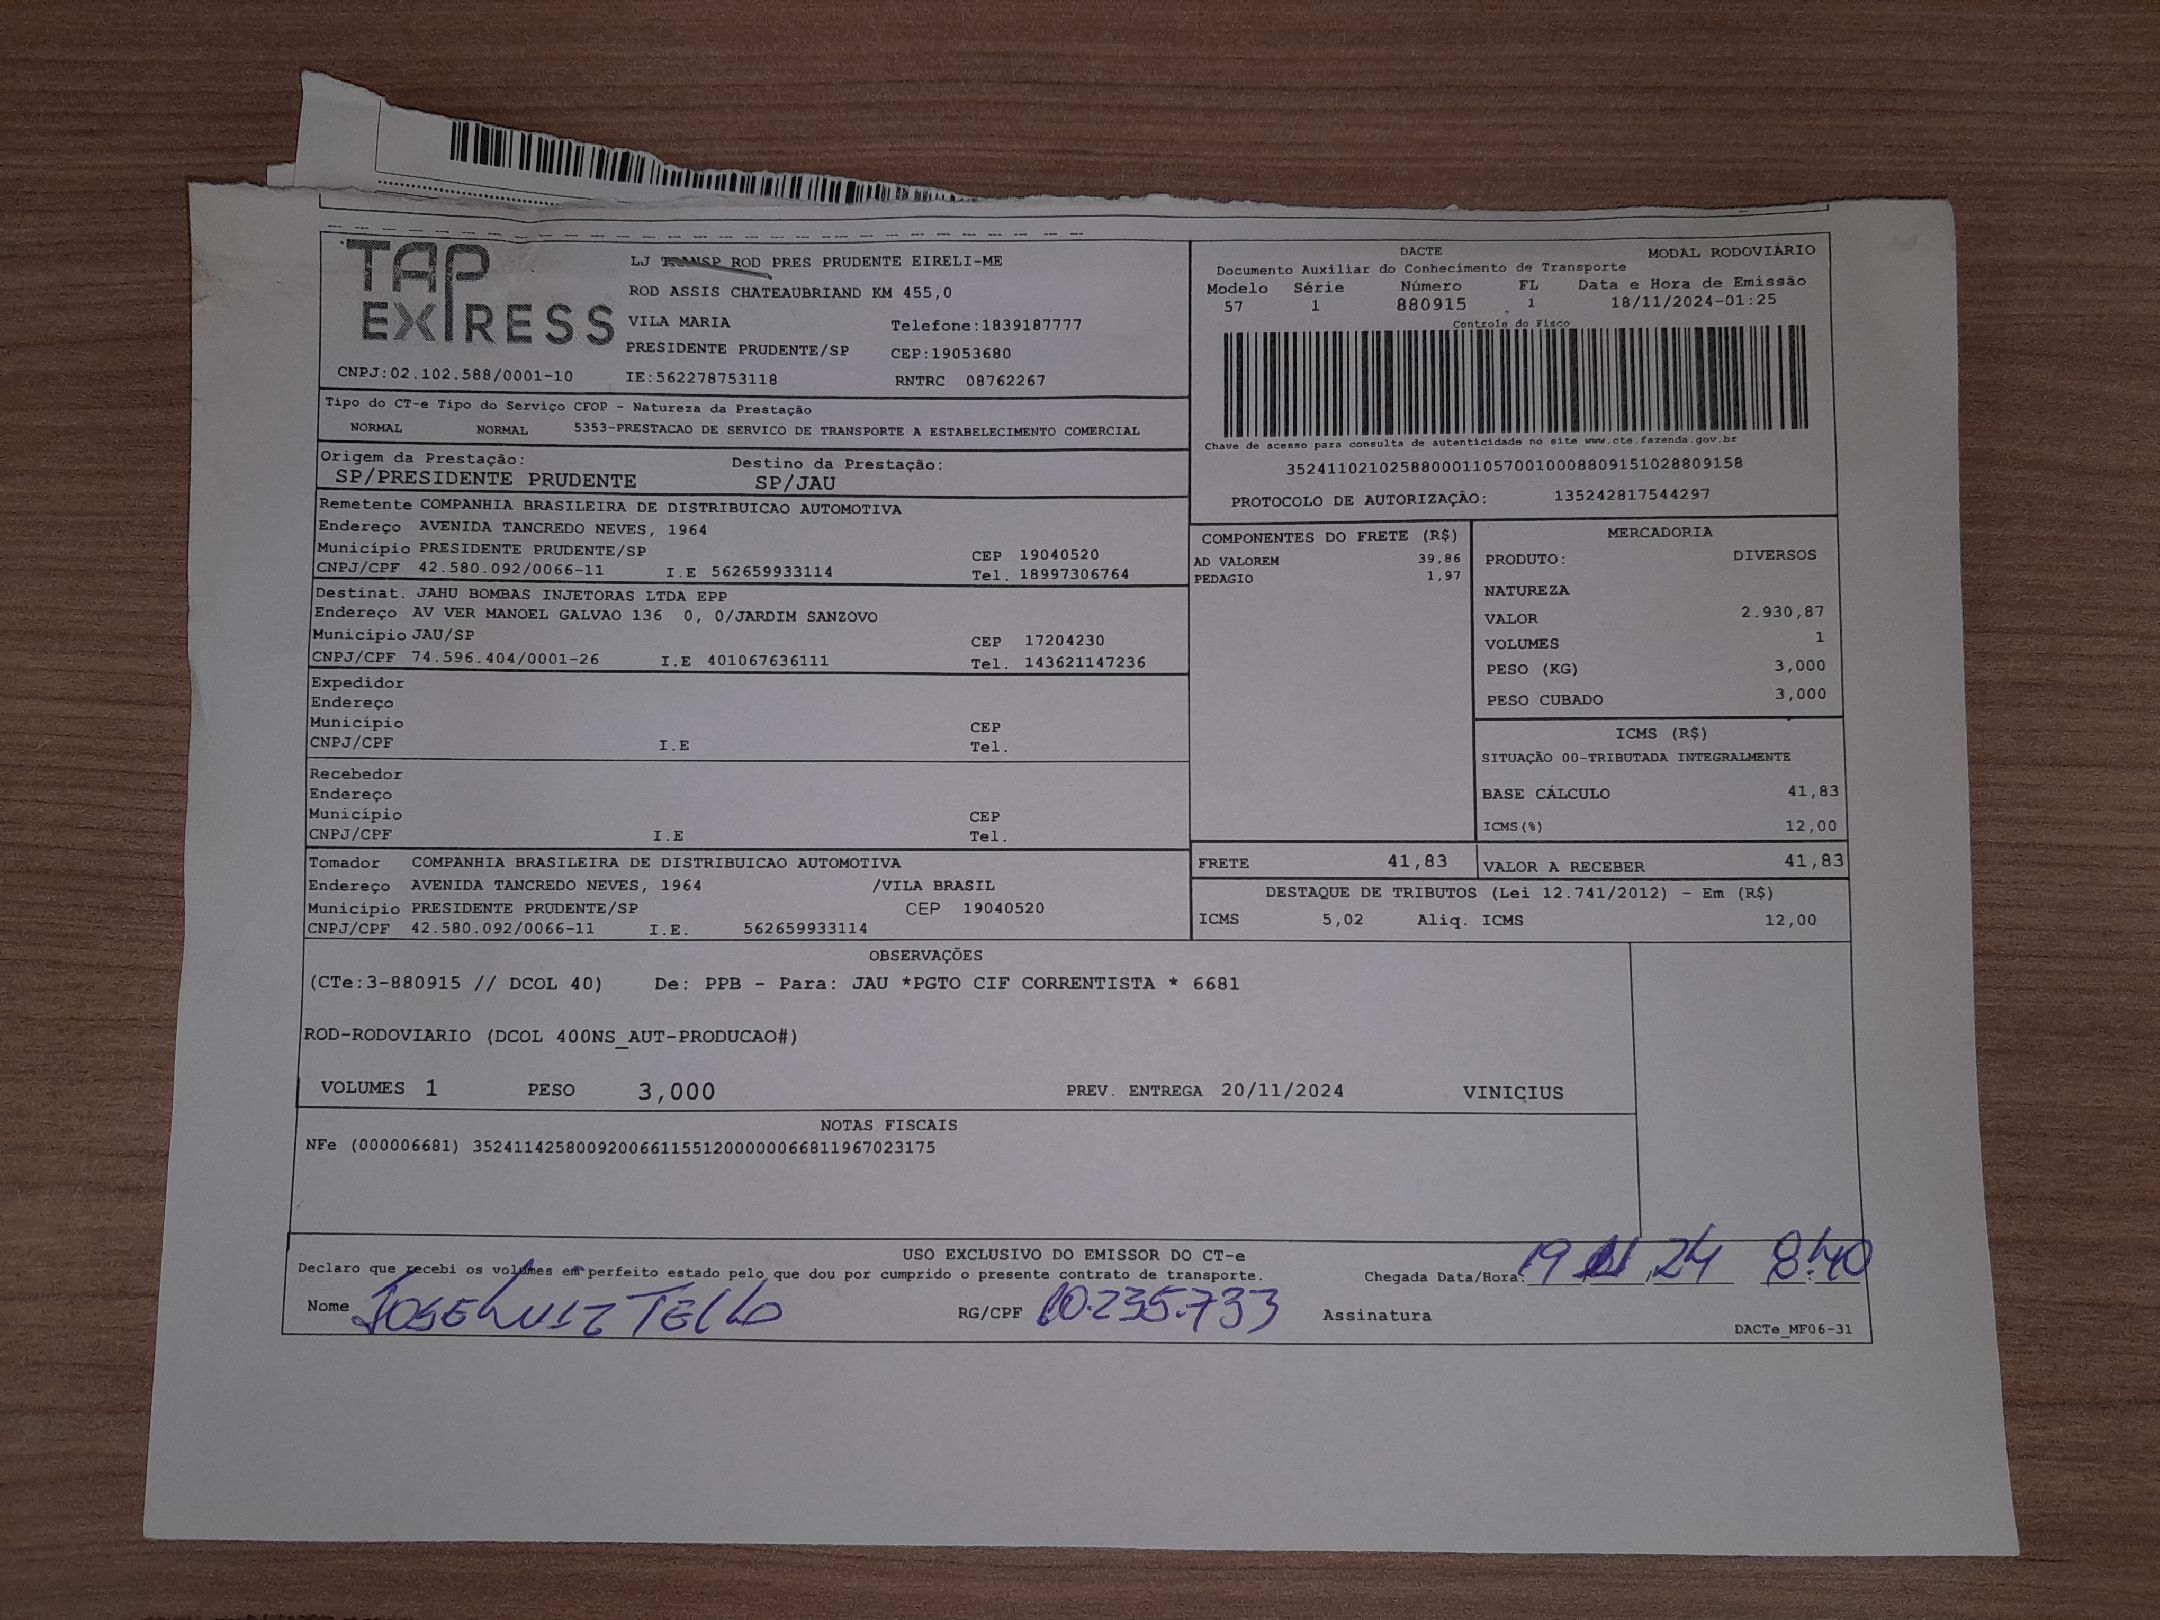 TAP
EXPRESS
LJ TRANSP ROD PRES PRUDENTE EIRELI-ME
ROD ASSIS CHATEAUBRIAND KM 455,0
VILA MARIA Telefone:1839187777
PRESIDENTE PRUDENTE/SP CEP:19053680
CNPJ:02.102.588/0001-10 IE:562278753118 RNTRC 08762267
DACTE MODAL RODOVIÁRIO
Documento Auxiliar do Conhecimento de Transporte
Modelo Série Número FL Data e Hora de Emissão
57 1 880915 1 18/11/2024-01:25
Controle do Fisco
Chave de acesso para consulta de autenticidade no site www.cte.fazenda.gov.br
35241102102588000110570010008809151028809158
PROTOCOLO DE AUTORIZAÇÃO: 135242817544297
Tipo do CT-e Tipo do Serviço CFOP - Natureza da Prestação
NORMAL NORMAL 5353-PRESTACAO DE SERVICO DE TRANSPORTE A ESTABELECIMENTO COMERCIAL
Origem da Prestação: Destino da Prestação:
SP/PRESIDENTE PRUDENTE SP/JAU
Remetente COMPANHIA BRASILEIRA DE DISTRIBUICAO AUTOMOTIVA
Endereço AVENIDA TANCREDO NEVES, 1964
Município PRESIDENTE PRUDENTE/SP CEP 19040520
CNPJ/CPF 42.580.092/0066-11 I.E 562659933114 Tel. 18997306764
Destinat. JAHU BOMBAS INJETORAS LTDA EPP
Endereço AV VER MANOEL GALVAO 136 0, 0/JARDIM SANZOVO
Município JAU/SP CEP 17204230
CNPJ/CPF 74.596.404/0001-26 I.E 401067636111 Tel. 143621147236
Expedidor
Endereço
Município CEP
CNPJ/CPF I.E Tel.
Recebedor
Endereço
Município CEP
CNPJ/CPF I.E Tel.
Tomador COMPANHIA BRASILEIRA DE DISTRIBUICAO AUTOMOTIVA
Endereço AVENIDA TANCREDO NEVES, 1964 /VILA BRASIL
Município PRESIDENTE PRUDENTE/SP CEP 19040520
CNPJ/CPF 42.580.092/0066-11 I.E. 562659933114
COMPONENTES DO FRETE (R$)
AD VALOREM 39,86
PEDAGIO 1,97
MERCADORIA
PRODUTO: DIVERSOS
NATUREZA
VALOR 2.930,87
VOLUMES 1
PESO (KG) 3,000
PESO CUBADO 3,000
ICMS (R$)
SITUAÇÃO 00-TRIBUTADA INTEGRALMENTE
BASE CÁLCULO 41,83
ICMS(%) 12,00
FRETE 41,83 VALOR A RECEBER 41,83
DESTAQUE DE TRIBUTOS (Lei 12.741/2012) - Em (R$)
ICMS 5,02 Aliq. ICMS 12,00
OBSERVAÇÕES
(CTe:3-880915 // DCOL 40) De: PPB - Para: JAU *PGTO CIF CORRENTISTA * 6681
ROD-RODOVIARIO (DCOL 400NS_AUT-PRODUCAO#)
VOLUMES 1 PESO 3,000 PREV. ENTREGA 20/11/2024 VINICIUS
NOTAS FISCAIS
NFe (000006681) 35241142580092006611551200000066811967023175
USO EXCLUSIVO DO EMISSOR DO CT-e
Declaro que recebi os volumes em perfeito estado pelo que dou por cumprido o presente contrato de transporte. Chegada Data/Hora: 19 11 24 8:40
Nome JOSE LUIZ TELLO RG/CPF 10.235.733 Assinatura
DACTe_MF06-31